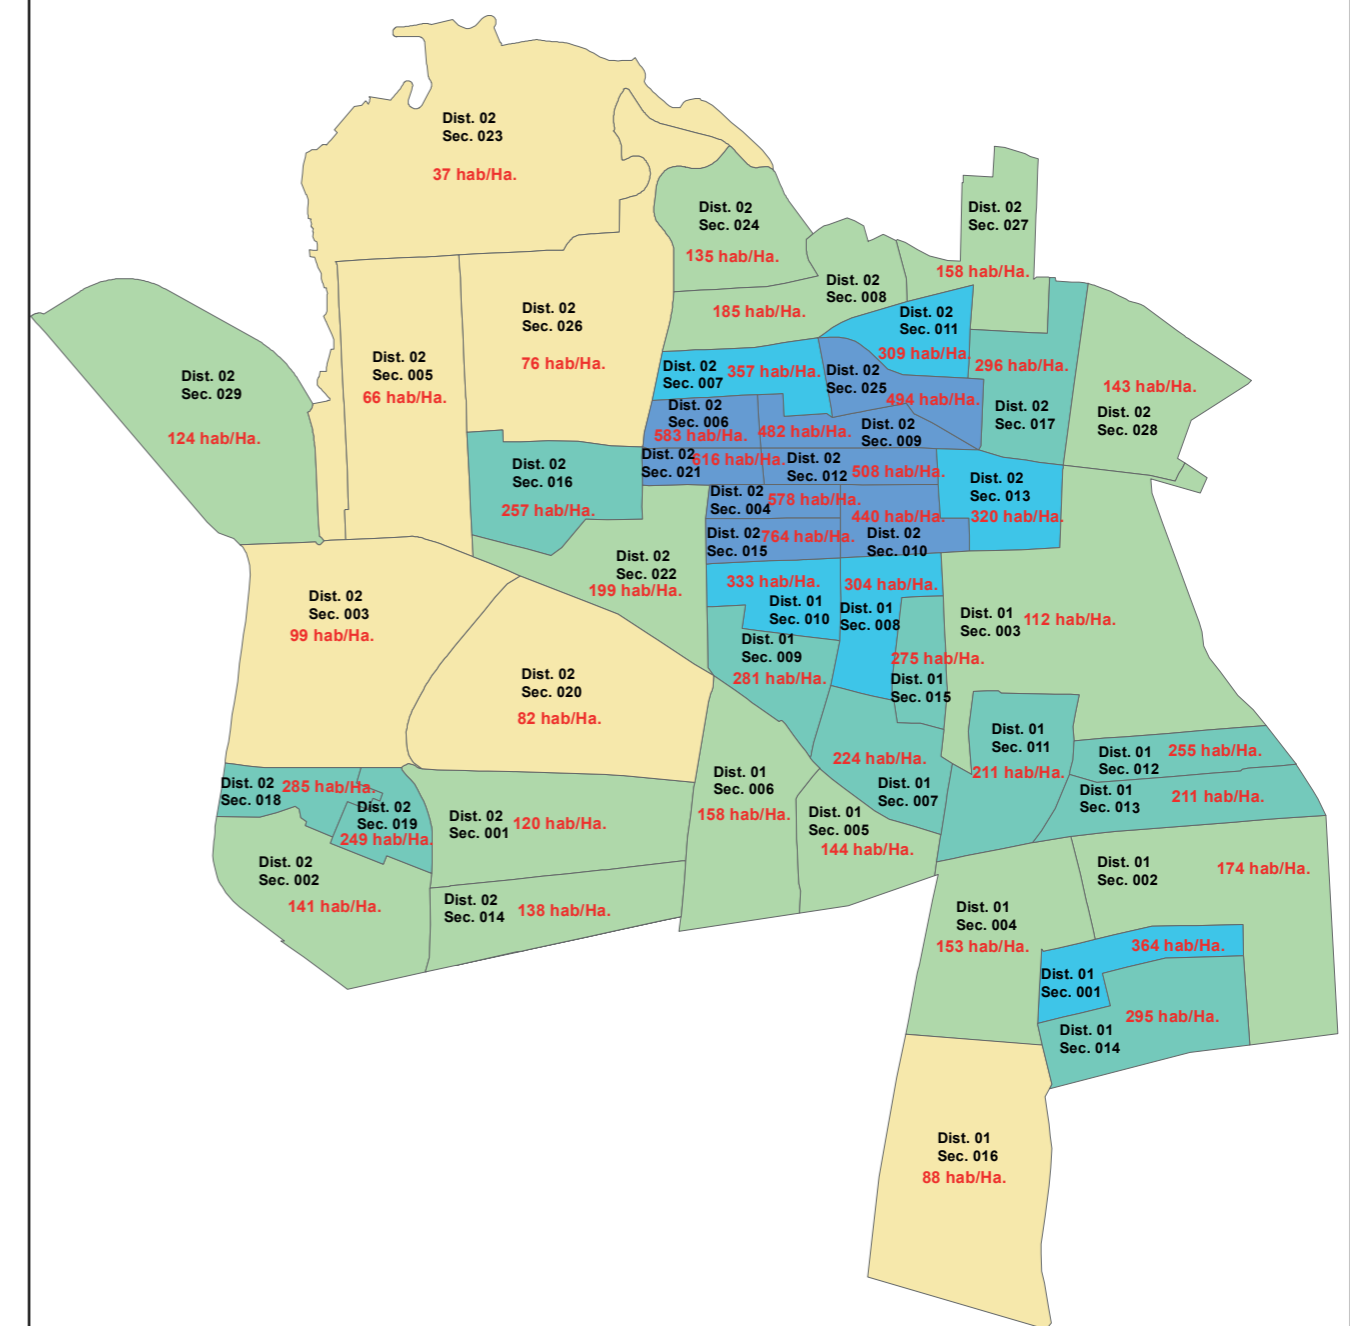 Dist. 02
Sec. 023
37 hab/Ha.
Dist. 02
Sec. 024
135 hab/Ha.
Dist. 02
Sec. 027
158 hab/Ha.
Dist. 02
Sec. 008
185 hab/Ha.
Dist. 02
Sec. 026
76 hab/Ha.
Dist. 02
Sec. 011
309 hab/Ha.
Dist. 02
Sec. 005
66 hab/Ha.
Dist. 02
Sec. 029
124 hab/Ha.
Dist. 02
Sec. 007
357 hab/Ha.
Dist. 02
Sec. 025
494 hab/Ha.
296 hab/Ha.
Dist. 02
Sec. 017
143 hab/Ha.
Dist. 02
Sec. 028
Dist. 02
Sec. 006
583 hab/Ha.
482 hab/Ha.
Dist. 02
Sec. 009
Dist. 02
Sec. 021
616 hab/Ha.
Dist. 02
Sec. 012
508 hab/Ha.
Dist. 02
Sec. 016
257 hab/Ha.
Dist. 02
Sec. 004
578 hab/Ha.
440 hab/Ha.
Dist. 02
Sec. 010
Dist. 02
Sec. 013
320 hab/Ha.
Dist. 02
Sec. 015
764 hab/Ha.
Dist. 02
Sec. 022
199 hab/Ha.
333 hab/Ha.
Dist. 01
Sec. 010
304 hab/Ha.
Dist. 01
Sec. 008
Dist. 01
Sec. 003
112 hab/Ha.
Dist. 02
Sec. 003
99 hab/Ha.
Dist. 01
Sec. 009
281 hab/Ha.
275 hab/Ha.
Dist. 01
Sec. 015
Dist. 02
Sec. 020
82 hab/Ha.
Dist. 01
Sec. 011
211 hab/Ha.
Dist. 01
Sec. 012
255 hab/Ha.
224 hab/Ha.
Dist. 01
Sec. 007
Dist. 01
Sec. 013
211 hab/Ha.
Dist. 02
Sec. 018
285 hab/Ha.
Dist. 02
Sec. 019
249 hab/Ha.
Dist. 02
Sec. 001
120 hab/Ha.
Dist. 01
Sec. 006
158 hab/Ha.
Dist. 01
Sec. 005
144 hab/Ha.
Dist. 02
Sec. 002
141 hab/Ha.
Dist. 02
Sec. 014
138 hab/Ha.
Dist. 01
Sec. 002
174 hab/Ha.
Dist. 01
Sec. 004
153 hab/Ha.
364 hab/Ha.
Dist. 01
Sec. 001
295 hab/Ha.
Dist. 01
Sec. 014
Dist. 01
Sec. 016
88 hab/Ha.